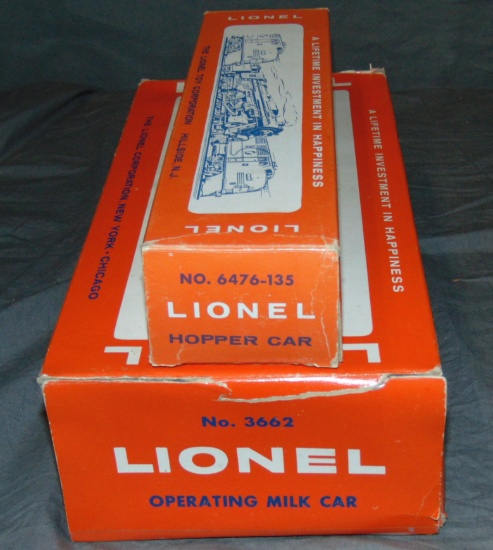 LIONEL
A LIFETIME INVESTMENT IN HAPPINESS
THE LIONEL TOY CORPORATION HILLSIDE, N.J.
LIONEL
NO. 6476-135
LIONEL
HOPPER CAR
A LIFETIME INVESTMENT IN HAPPINESS
THE LIONEL CORPORATION NEW YORK • CHICAGO
L L
No. 3662
LIONEL
OPERATING MILK CAR